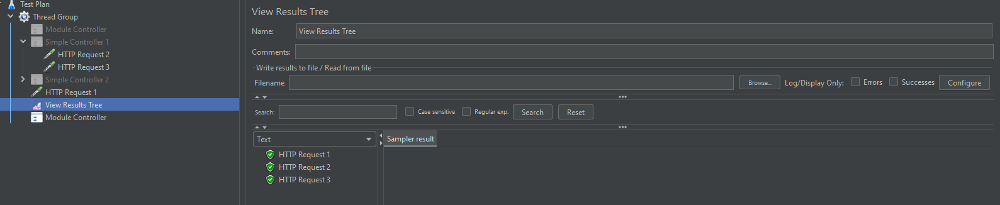 Test Plan
Thread Group
Module Controller
Simple Controller 1
HTTP Request 2
HTTP Request 3
Simple Controller 2
HTTP Request 1
View Results Tree
Module Controller
View Results Tree
Name: View Results Tree
Comments:
Write results to file / Read from file
Filename Browse... Log/Display Only: Errors Successes Configure
Search: Case sensitive Regular exp. Search Reset
Text Sampler result
HTTP Request 1
HTTP Request 2
HTTP Request 3